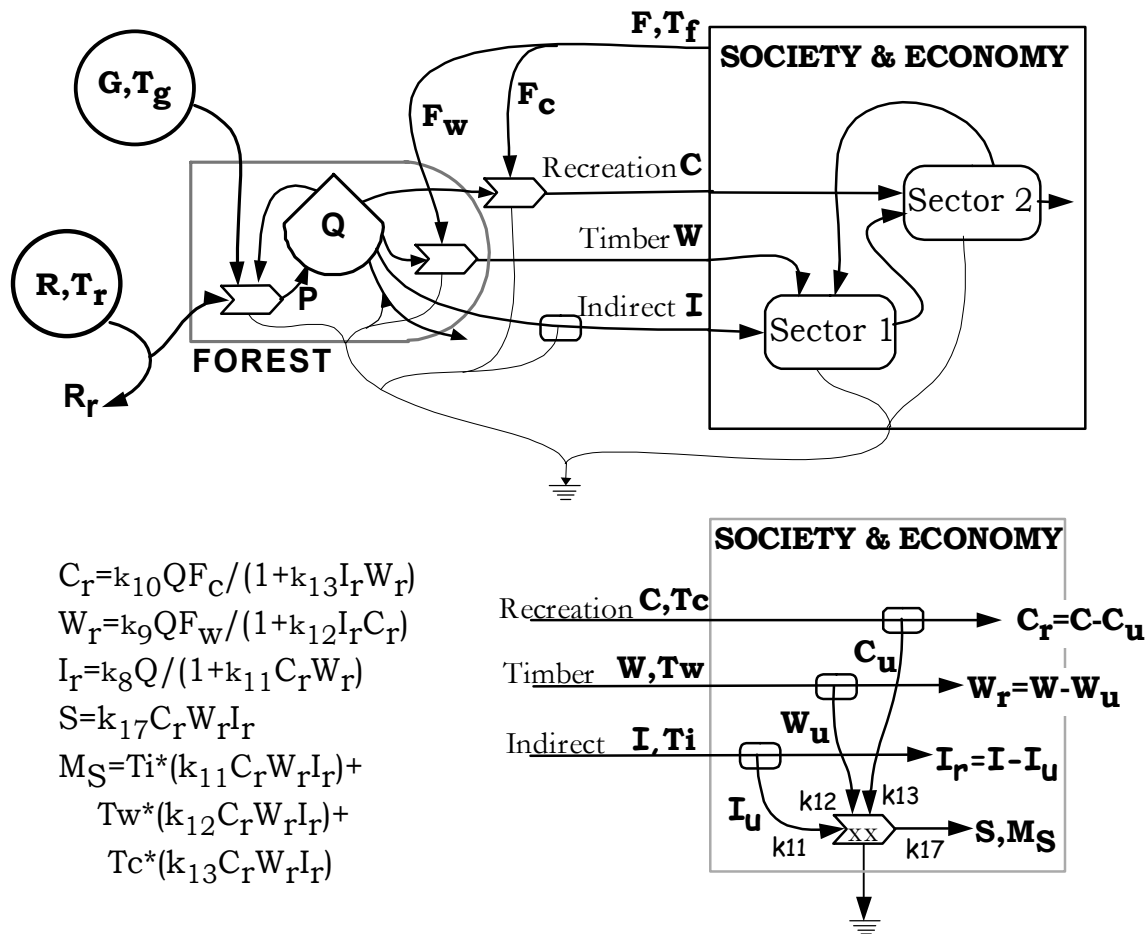 F,Tf
SOCIETY & ECONOMY
G,Tg
Fw
Fc
Recreation C
Sector 2
Q
Timber W
R,Tr
P
Indirect I
Sector 1
FOREST
Rr
SOCIETY & ECONOMY
Cr=k10QFc/(1+k13IrWr)
Wr=k9QFw/(1+k12IrCr)
Ir=k8Q/(1+k11CrWr)
S=k17CrWrIr
MS=Ti*(k11CrWrIr)+
Tw*(k12CrWrIr)+
Tc*(k13CrWrIr)
Recreation C,Tc
Cr=C-Cu
Cu
Timber W,Tw
Wr=W-Wu
Wu
Indirect I,Ti
Ir=I-Iu
Iu
k12
k13
xx
S,MS
k11
k17